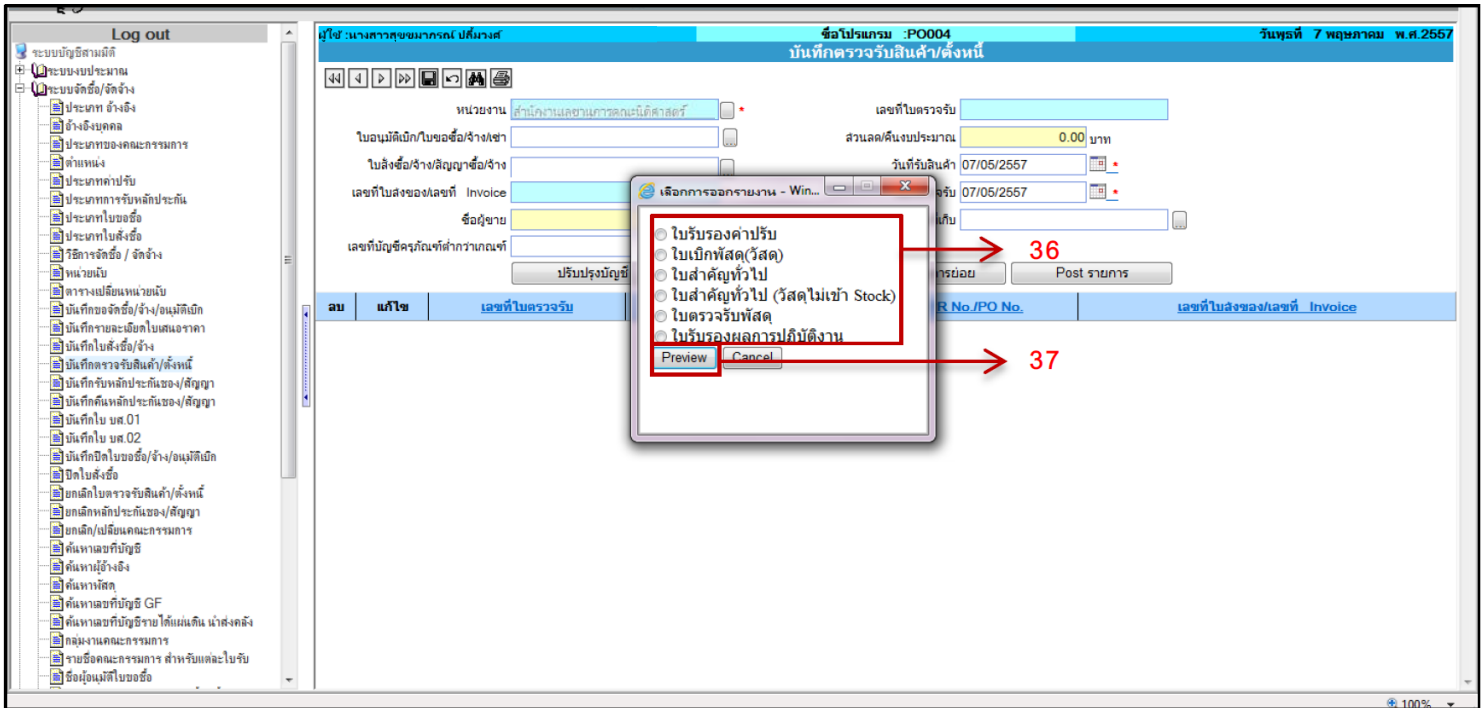 Log out
ระบบบัญชีสามมิติ
ระบบงบประมาณ
ระบบจัดซื้อ/จัดจ้าง
ประเภท อ้างอิง
อ้างอิงบุคคล
ประเภทของคณะกรรมการ
ตำแหน่ง
ประเภทค่าปรับ
ประเภทการรับหลักประกัน
ประเภทใบขอซื้อ
ประเภทใบสั่งซื้อ
วิธีการจัดซื้อ / จัดจ้าง
หน่วยนับ
ตารางเปลี่ยนหน่วยนับ
บันทึกขอจัดซื้อ/จ้าง/อนุมัติเบิก
บันทึกรายละเอียดใบเสนอราคา
บันทึกใบสั่งซื้อ/จ้าง
บันทึกตรวจรับสินค้า/ตั้งหนี้
บันทึกรับหลักประกันซอง/สัญญา
บันทึกคืนหลักประกันซอง/สัญญา
บันทึกใบ บศ.01
บันทึกใบ บศ.02
บันทึกปิดใบขอซื้อ/จ้าง/อนุมัติเบิก
ปิดใบสั่งซื้อ
ยกเลิกใบตรวจรับสินค้า/ตั้งหนี้
ยกเลิกหลักประกันซอง/สัญญา
ยกเลิก/เปลี่ยนคณะกรรมการ
ค้นหาเลขที่บัญชี
ค้นหาผู้อ้างอิง
ค้นหาพัสดุ
ค้นหาเลขที่บัญชี GF
ค้นหาเลขที่บัญชีรายได้แผ่นดิน นำส่งคลัง
กลุ่มงานคณะกรรมการ
รายชื่อคณะกรรมการ สำหรับแต่ละใบรับ
ชื่อผู้อนุมัติใบขอซื้อ
ผู้ใช้ :นางสาวสุขขมาภรณ์ ชื่อโปรแกรม :PO004 วันพุธที่ 7 พฤษภาคม พ.ศ.2557
บันทึกตรวจรับสินค้า/ตั้งหนี้
หน่วยงาน สำนักงานเลขานุการคณะนิติศาสตร์ * เลขที่ใบตรวจรับ
ใบอนุมัติเบิก/ใบขอซื้อ/จ้าง/เช่า ส่วนลด/คืนงบประมาณ 0.00 บาท
ใบสั่งซื้อ/จ้าง/สัญญาซื้อ/จ้าง วันที่รับสินค้า 07/05/2557 *
เลขที่ใบส่งของ/เลขที่ Invoice 07/05/2557 *
ชื่อผู้ขาย
เลขที่บัญชีครุภัณฑ์ต่ำกว่าเกณฑ์
ปรับปรุงบัญชี Post รายการ
ลบ แก้ไข เลขที่ใบตรวจรับ R No./PO No. เลขที่ใบส่งของ/เลขที่ Invoice
เลือกการออกรายงาน - Win...
ใบรับรองค่าปรับ
ใบเบิกพัสดุ(วัสดุ)
ใบสำคัญทั่วไป
ใบสำคัญทั่วไป (วัสดุไม่เข้า Stock)
ใบตรวจรับพัสดุ
ใบรับรองผลการปฏิบัติงาน
Preview Cancel
36
37
100%